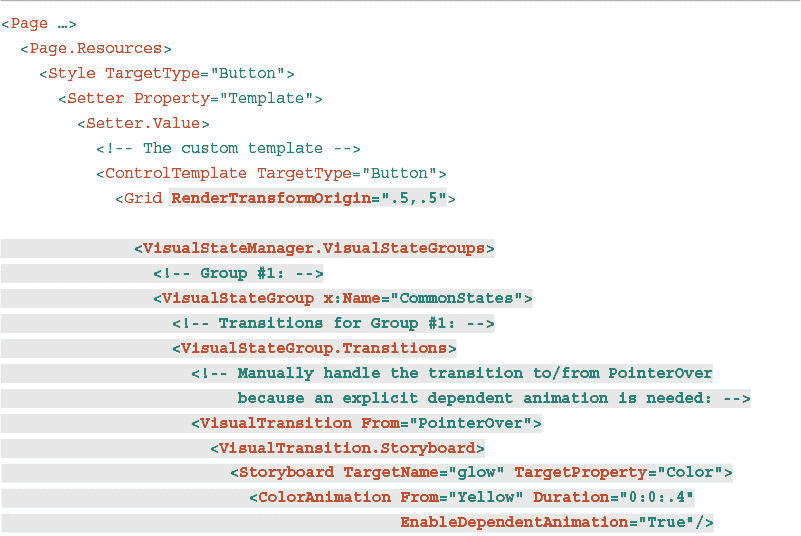 <Page …>
  <Page.Resources>
    <Style TargetType="Button">
      <Setter Property="Template">
        <Setter.Value>
          <!-- The custom template -->
          <ControlTemplate TargetType="Button">
            <Grid RenderTransformOrigin=".5,.5">
              <VisualStateManager.VisualStateGroups>
                <!-- Group #1: -->
                <VisualStateGroup x:Name="CommonStates">
                  <!-- Transitions for Group #1: -->
                  <VisualStateGroup.Transitions>
                    <!-- Manually handle the transition to/from PointerOver
                         because an explicit dependent animation is needed: -->
                    <VisualTransition From="PointerOver">
                      <VisualTransition.Storyboard>
                        <Storyboard TargetName="glow" TargetProperty="Color">
                          <ColorAnimation From="Yellow" Duration="0:0:.4"
                                          EnableDependentAnimation="True"/>